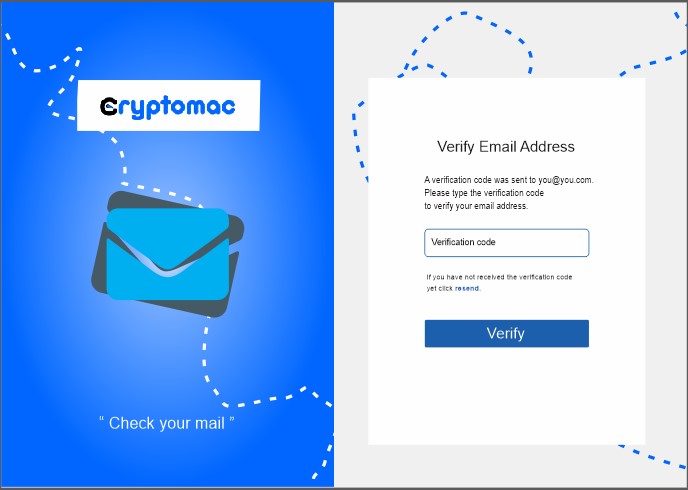 Cryptomac
“ Check your mail ”
Verify Email Address
A verification code was sent to you@you.com.
Please type the verification code
to verify your email address.
Verification code
If you have not received the verification code
yet click resend.
Verify